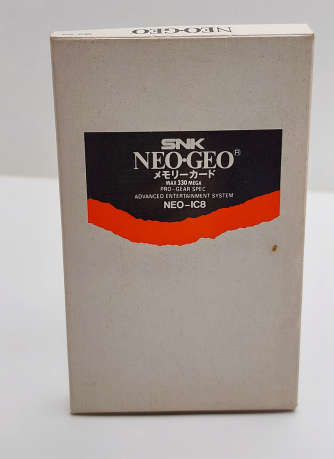 NEO·GEO
SNK
NEO·GEO®
メモリーカード
MAX 330 MEGA
PRO-GEAR SPEC
ADVANCED ENTERTAINMENT SYSTEM
NEO-IC8